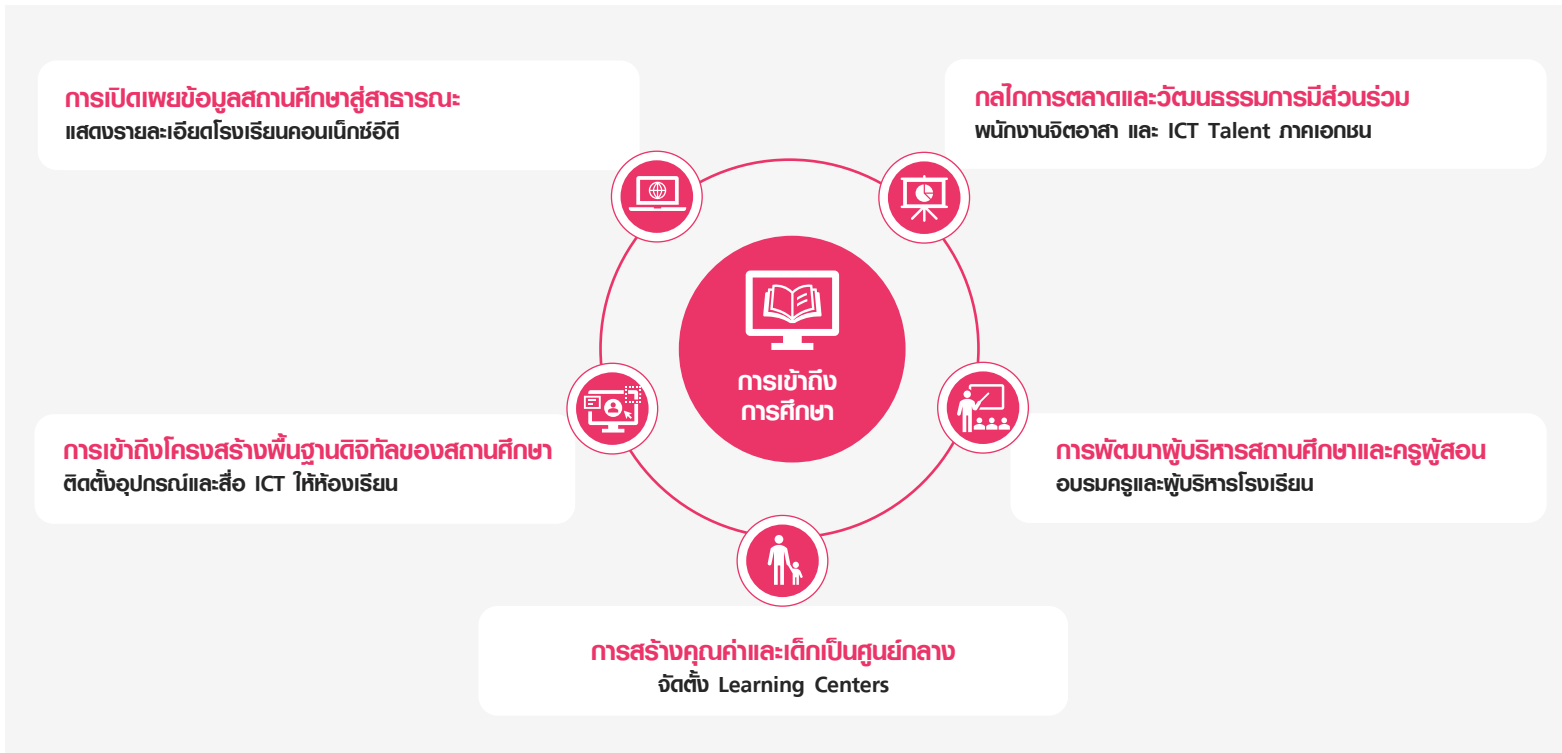 การเปิดเผยข้อมูลสถานศึกษาสู่สาธารณะ
แสดงรายละเอียดโรงเรียนคอนเน็กซ์อีดี
กลไกการตลาดและวัฒนธรรมการมีส่วนร่วม
พนักงานจิตอาสา และ ICT Talent ภาคเอกชน
การเข้าถึง
การศึกษา
การเข้าถึงโครงสร้างพื้นฐานดิจิทัลของสถานศึกษา
ติดตั้งอุปกรณ์และสื่อ ICT ให้ห้องเรียน
การพัฒนาผู้บริหารสถานศึกษาและครูผู้สอน
อบรมครูและผู้บริหารโรงเรียน
การสร้างคุณค่าและเด็กเป็นศูนย์กลาง
จัดตั้ง Learning Centers